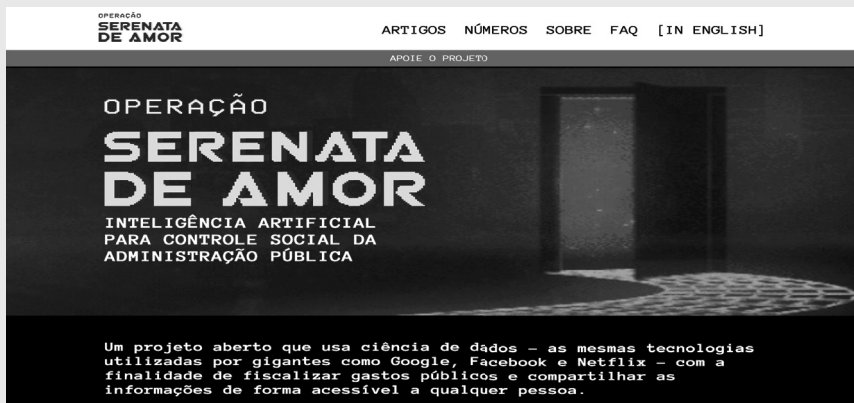 OPERAÇÃO
SERENATA
DE AMOR
ARTIGOS NÚMEROS SOBRE FAQ [IN ENGLISH]
APOIE O PROJETO
OPERAÇÃO
SERENATA
DE AMOR
INTELIGÊNCIA ARTIFICIAL
PARA CONTROLE SOCIAL DA
ADMINISTRAÇÃO PÚBLICA
Um projeto aberto que usa ciência de dados — as mesmas tecnologias
utilizadas por gigantes como Google, Facebook e Netflix — com a
finalidade de fiscalizar gastos públicos e compartilhar as
informações de forma acessível a qualquer pessoa.